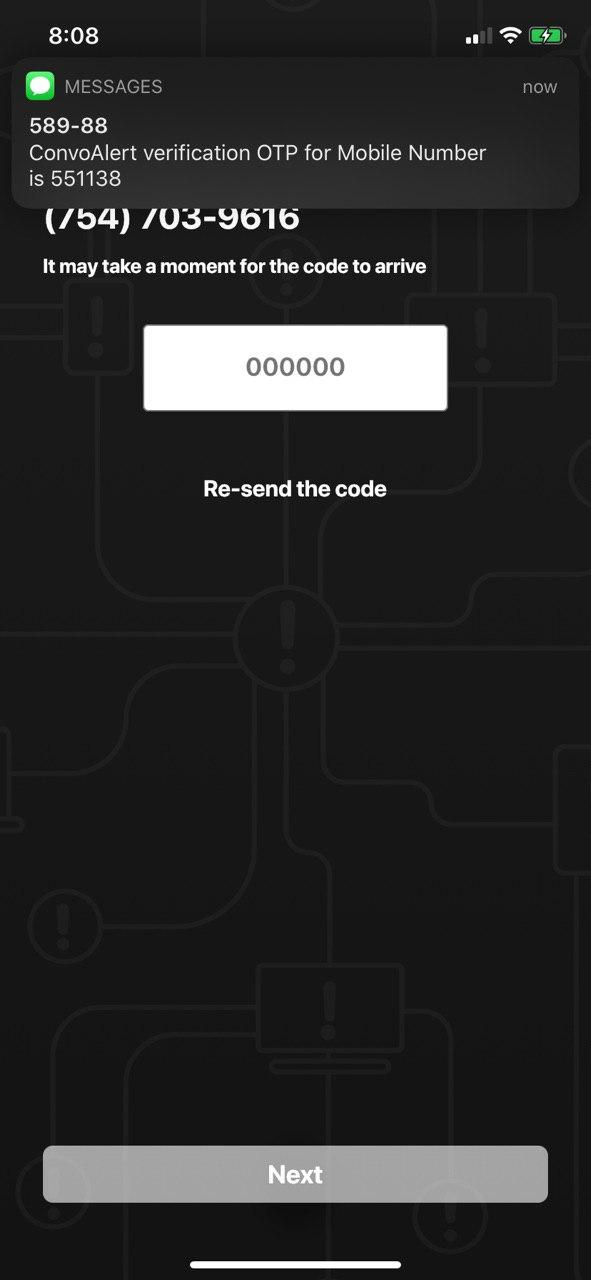 8:08
MESSAGES
now
589-88
ConvoAlert verification OTP for Mobile Number
is 551138
(754) 703-9616
It may take a moment for the code to arrive
000000
Re-send the code
Next